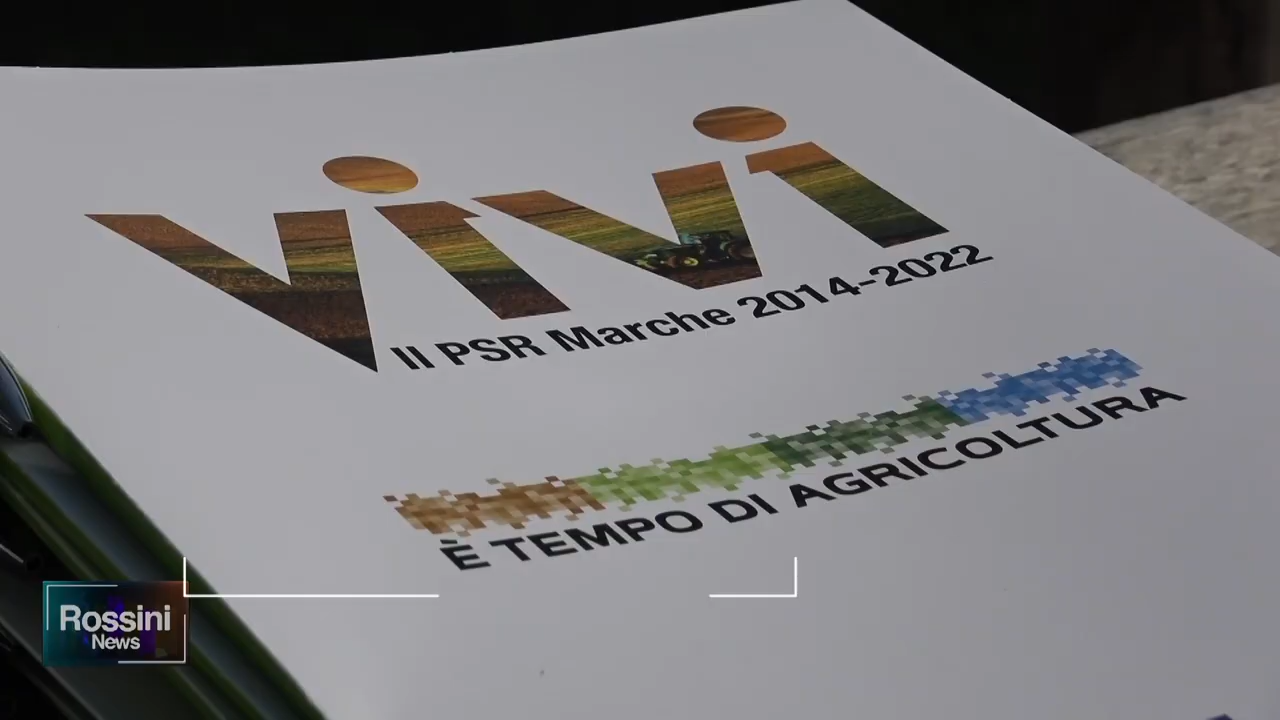 vivi
Il PSR Marche 2014-2022
È TEMPO DI AGRICOLTURA
Rossini
News